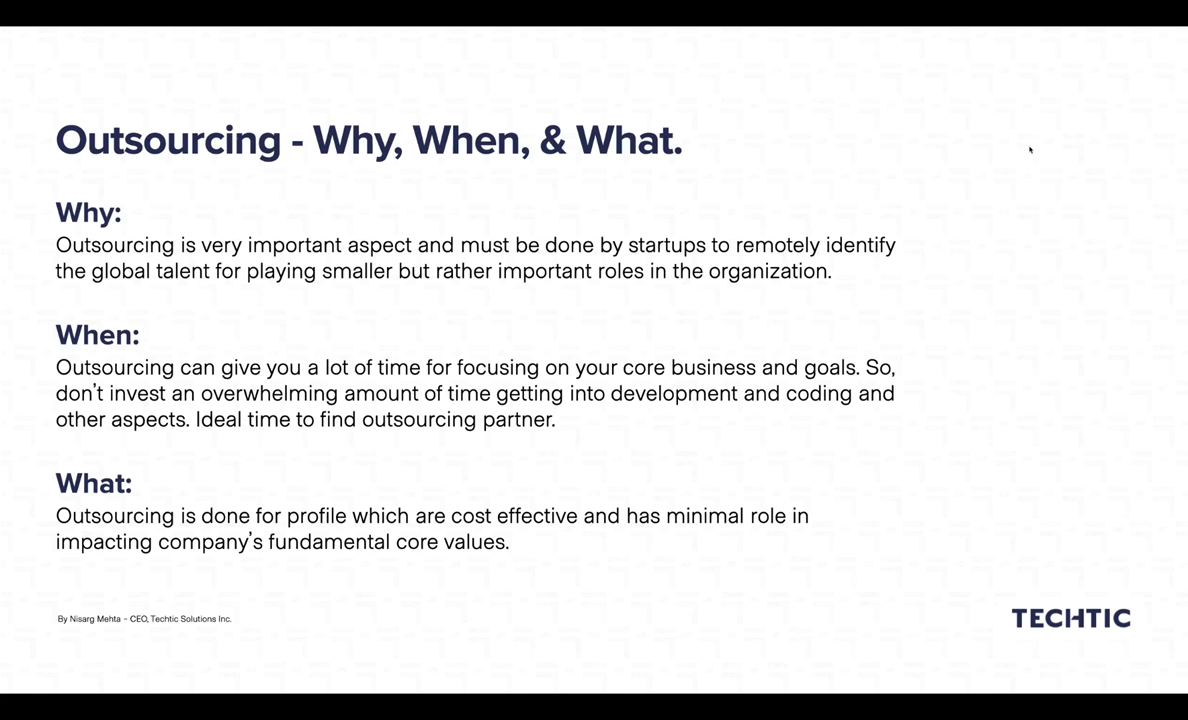 Outsourcing - Why, When, & What.
Why:
Outsourcing is very important aspect and must be done by startups to remotely identify
the global talent for playing smaller but rather important roles in the organization.
When:
Outsourcing can give you a lot of time for focusing on your core business and goals. So,
don't invest an overwhelming amount of time getting into development and coding and
other aspects. Ideal time to find outsourcing partner.
What:
Outsourcing is done for profile which are cost effective and has minimal role in
impacting company's fundamental core values.
By Nisarg Mehta - CEO, Techtic Solutions Inc.
TECHTIC